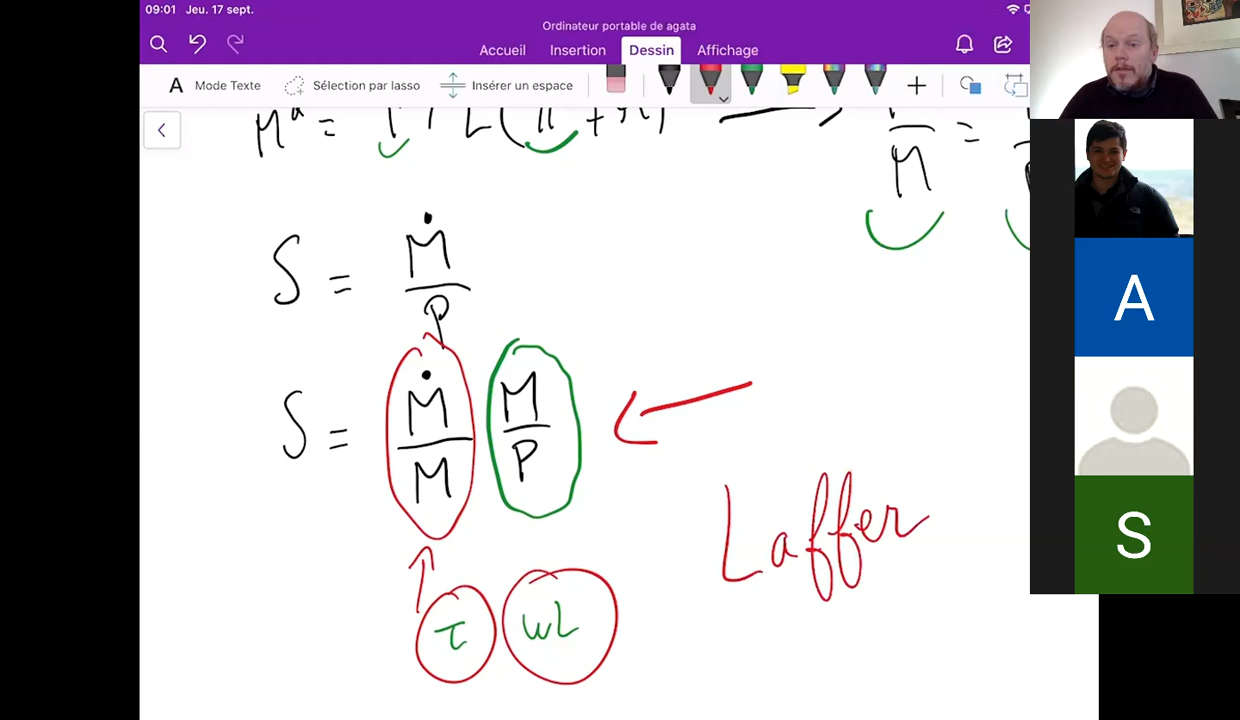 09:01 Jeu. 17 sept.
Ordinateur portable de agata
Accueil Insertion Dessin Affichage
A Mode Texte Sélection par lasso Insérer un espace
M =
M =
S = Ṁ / P
S = Ṁ / M M / P
Laffer
τ wL
A
S